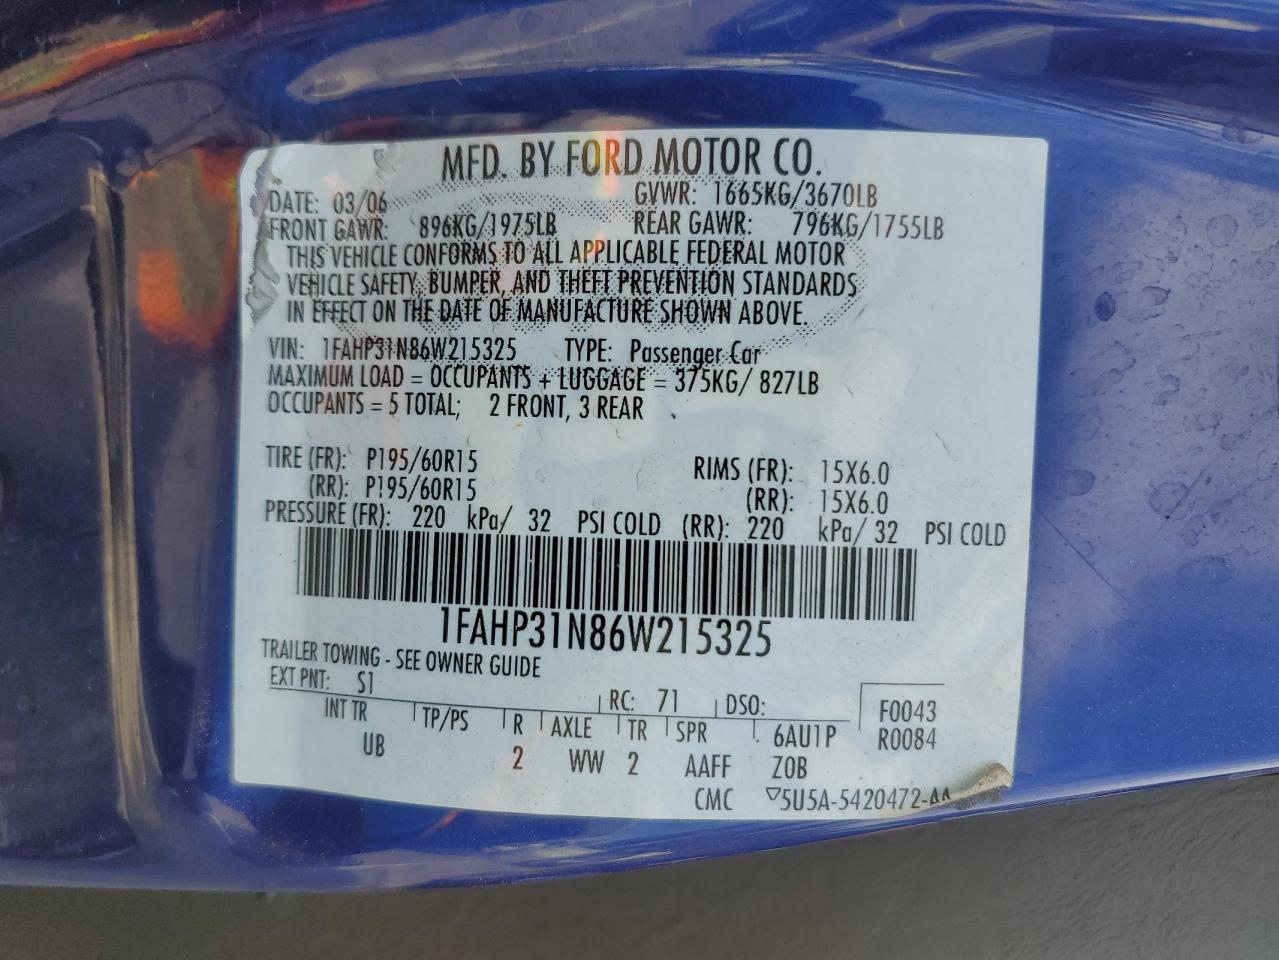 MFD. BY FORD MOTOR CO.
DATE: 03/06 GVWR: 1665KG/3670LB
FRONT GAWR: 896KG/1975LB REAR GAWR: 796KG/1755LB
THIS VEHICLE CONFORMS TO ALL APPLICABLE FEDERAL MOTOR
VEHICLE SAFETY, BUMPER, AND THEFT PREVENTION STANDARDS
IN EFFECT ON THE DATE OF MANUFACTURE SHOWN ABOVE.
VIN: 1FAHP31N86W215325 TYPE: Passenger Car
MAXIMUM LOAD = OCCUPANTS + LUGGAGE = 375KG/ 827LB
OCCUPANTS = 5 TOTAL; 2 FRONT, 3 REAR
TIRE (FR): P195/60R15 RIMS (FR): 15X6.0
(RR): P195/60R15 (RR): 15X6.0
PRESSURE (FR): 220 kPa/ 32 PSI COLD (RR): 220 kPa/ 32 PSI COLD
1FAHP31N86W215325
TRAILER TOWING - SEE OWNER GUIDE
EXT PNT: S1 RC: 71 DSO: F0043
INT TR TP/PS R AXLE TR SPR 6AU1P R0084
UB 2 WW 2 AAFF Z0B
CMC ▽5U5A-5420472-AA